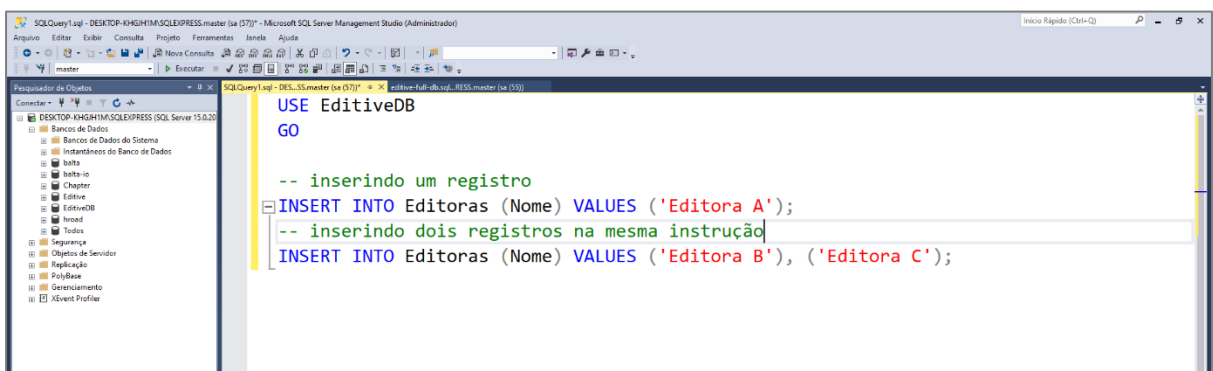 SQLQuery1.sql - DESKTOP-KHGJH1M\SQLEXPRESS.master (sa (57))* - Microsoft SQL Server Management Studio (Administrador)
Início Rápido (Ctrl+Q)
Arquivo Editar Exibir Consulta Projeto Ferramentas Janela Ajuda
Nova Consulta
master Executar
Pesquisador de Objetos
SQLQuery1.sql - DES...SS.master (sa (57))* editive-full-db.sql...RESS.master (sa (55))
Conectar
DESKTOP-KHGJH1M\SQLEXPRESS (SQL Server 15.0.20
Bancos de Dados
Bancos de Dados do Sistema
Instantâneos do Banco de Dados
balta
balta-io
Chapter
Editive
EditiveDB
hroad
Todos
Segurança
Objetos de Servidor
Replicação
PolyBase
Gerenciamento
XEvent Profiler
USE EditiveDB
GO
-- inserindo um registro
INSERT INTO Editoras (Nome) VALUES ('Editora A');
-- inserindo dois registros na mesma instrução
INSERT INTO Editoras (Nome) VALUES ('Editora B'), ('Editora C');